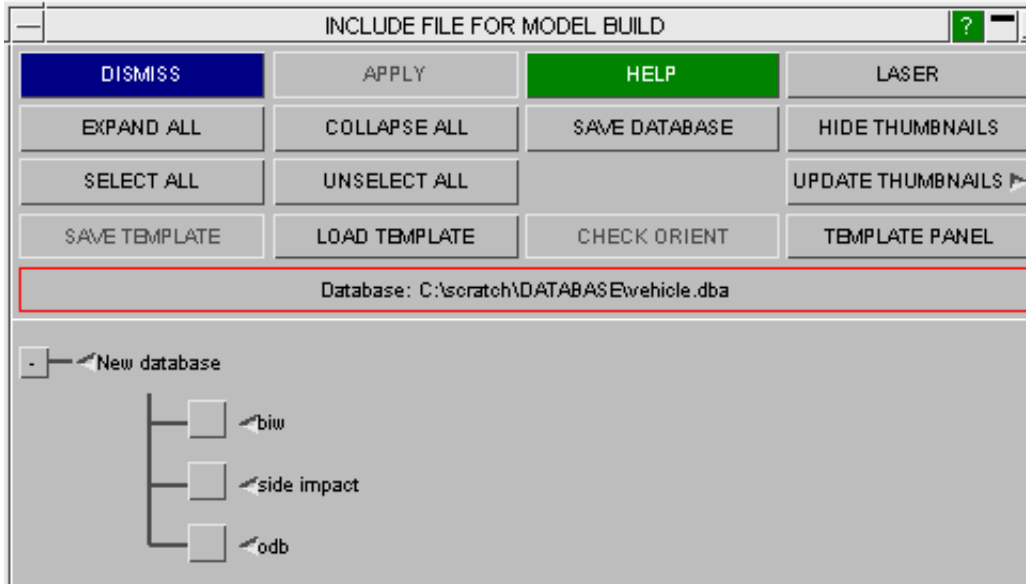 INCLUDE FILE FOR MODEL BUILD ?
DISMISS APPLY HELP LASER
EXPAND ALL COLLAPSE ALL SAVE DATABASE HIDE THUMBNAILS
SELECT ALL UNSELECT ALL UPDATE THUMBNAILS
SAVE TEMPLATE LOAD TEMPLATE CHECK ORIENT TEMPLATE PANEL
Database: C:\scratch\DATABASE\vehicle.dba
- New database
biw
side impact
odb